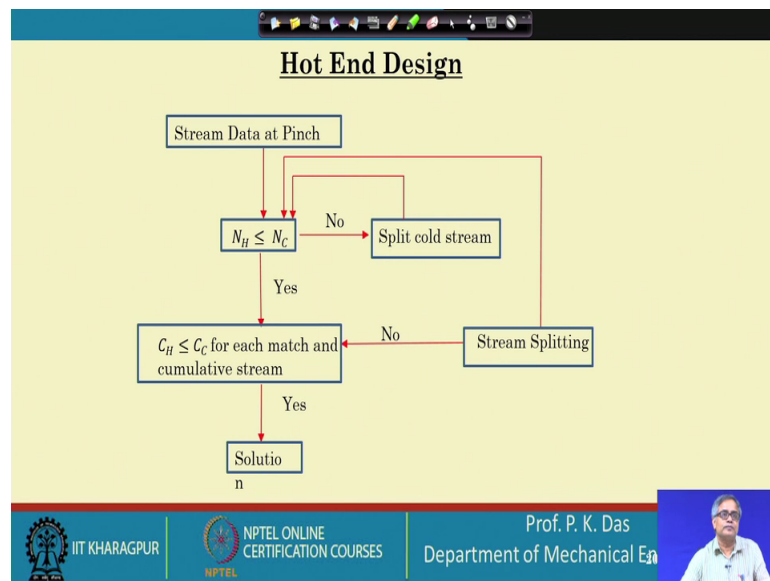 Hot End Design
Stream Data at Pinch
N_H ≤ N_C
No
Split cold stream
Yes
C_H ≤ C_C for each match and
cumulative stream
No
Stream Splitting
Yes
Solutio
n
IIT KHARAGPUR
NPTEL
NPTEL ONLINE
CERTIFICATION COURSES
Prof. P. K. Das
Department of Mechanical En